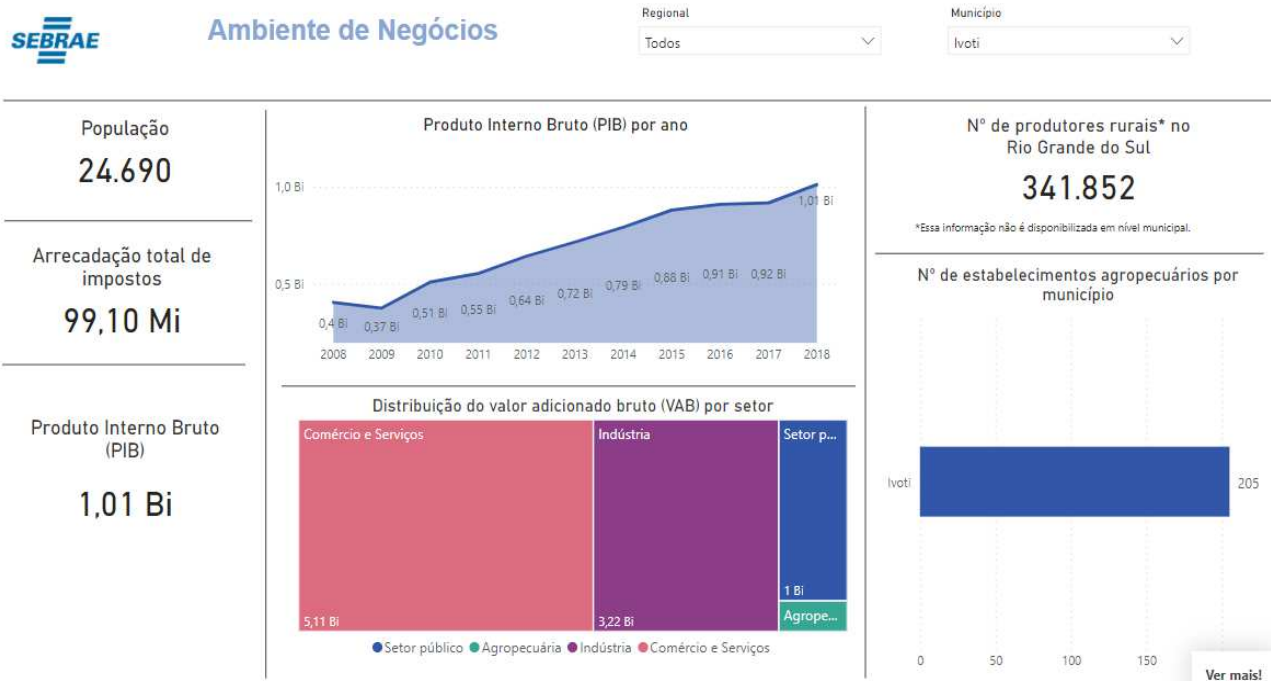 SEBRAE
Ambiente de Negócios
Regional
Todos
Município
Ivoti
População
24.690
Arrecadação total de
impostos
99,10 Mi
Produto Interno Bruto
(PIB)
1,01 Bi
Produto Interno Bruto (PIB) por ano
1,0 Bi
0,5 Bi
0,4 Bi
0,37 Bi
0,51 Bi
0,55 Bi
0,64 Bi
0,72 Bi
0,79 Bi
0,88 Bi
0,91 Bi
0,92 Bi
1,01 Bi
2008 2009 2010 2011 2012 2013 2014 2015 2016 2017 2018
Distribuição do valor adicionado bruto (VAB) por setor
Comércio e Serviços
5,11 Bi
Indústria
3,22 Bi
Setor p...
1 Bi
Agrope...
Setor público Agropecuária Indústria Comércio e Serviços
Nº de produtores rurais* no
Rio Grande do Sul
341.852
*Essa informação não é disponibilizada em nível municipal.
Nº de estabelecimentos agropecuários por
município
Ivoti
205
0 50 100 150
Ver mais!